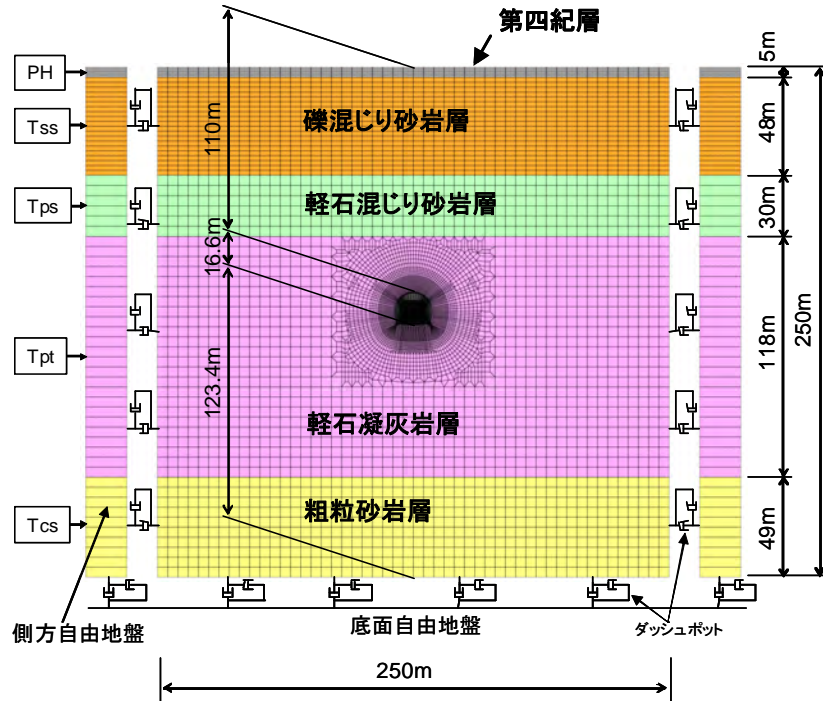 第四紀層
5m
PH
礫混じり砂岩層
110m
48m
Tss
軽石混じり砂岩層
Tps
30m
16.6m
250m
118m
Tpt
123.4m
軽石凝灰岩層
粗粒砂岩層
Tcs
49m
側方自由地盤
底面自由地盤
ダッシュポット
250m